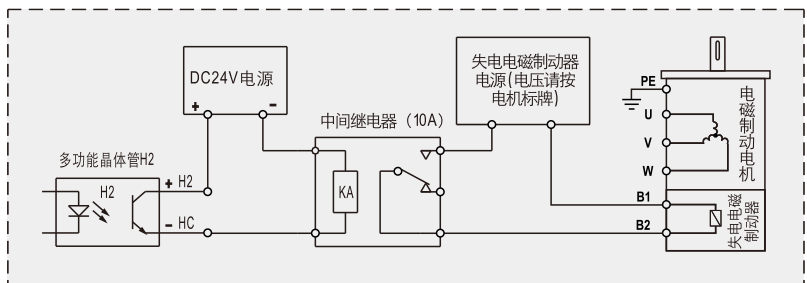 DC24V电源
+
-
失电电磁制动器
电源(电压请按
电机标牌)
中间继电器（10A）
多功能晶体管H2
H2
+ H2
- HC
KA
PE
U
V
W
B1
B2
电磁制动电机
失电电磁
制动器